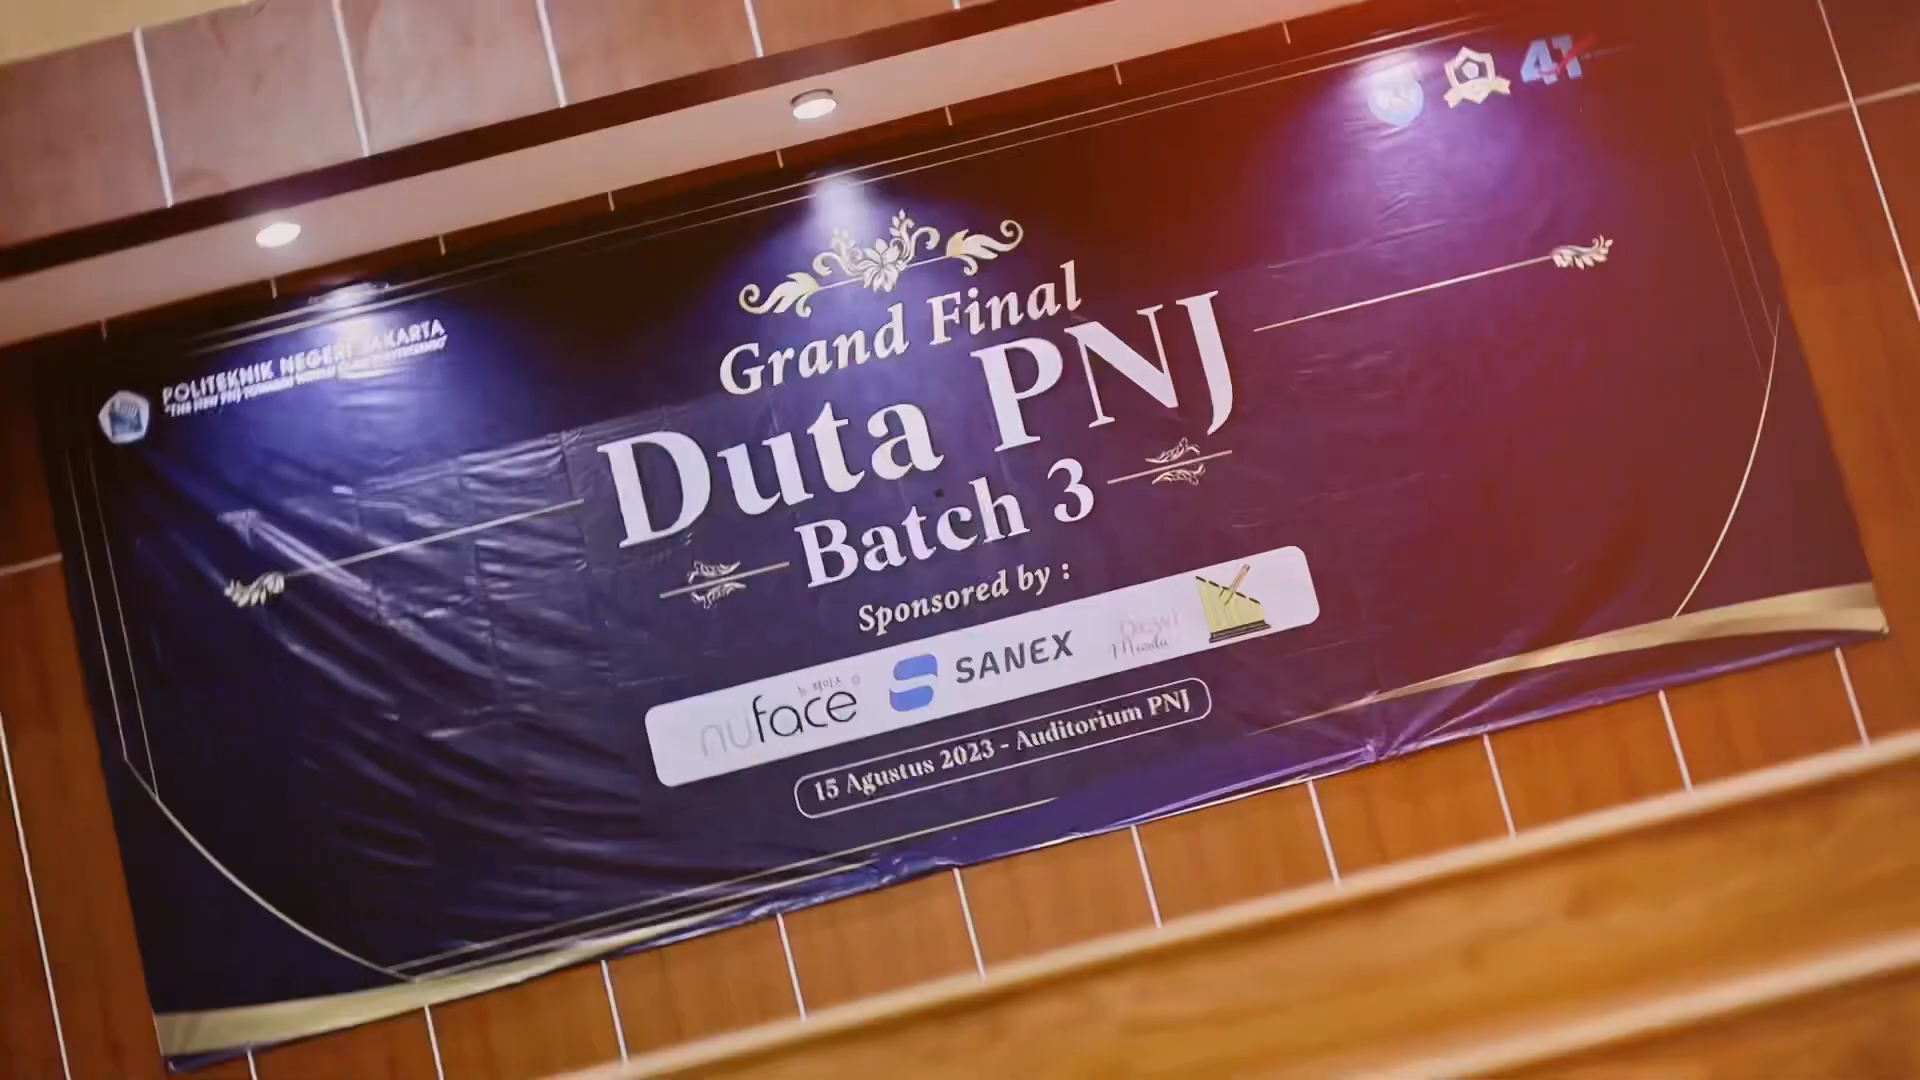 POLITEKNIK NEGERI JAKARTA
Grand Final
Duta PNJ
Batch 3
Sponsored by :
nuface
SANEX
15 Agustus 2023 - Auditorium PNJ